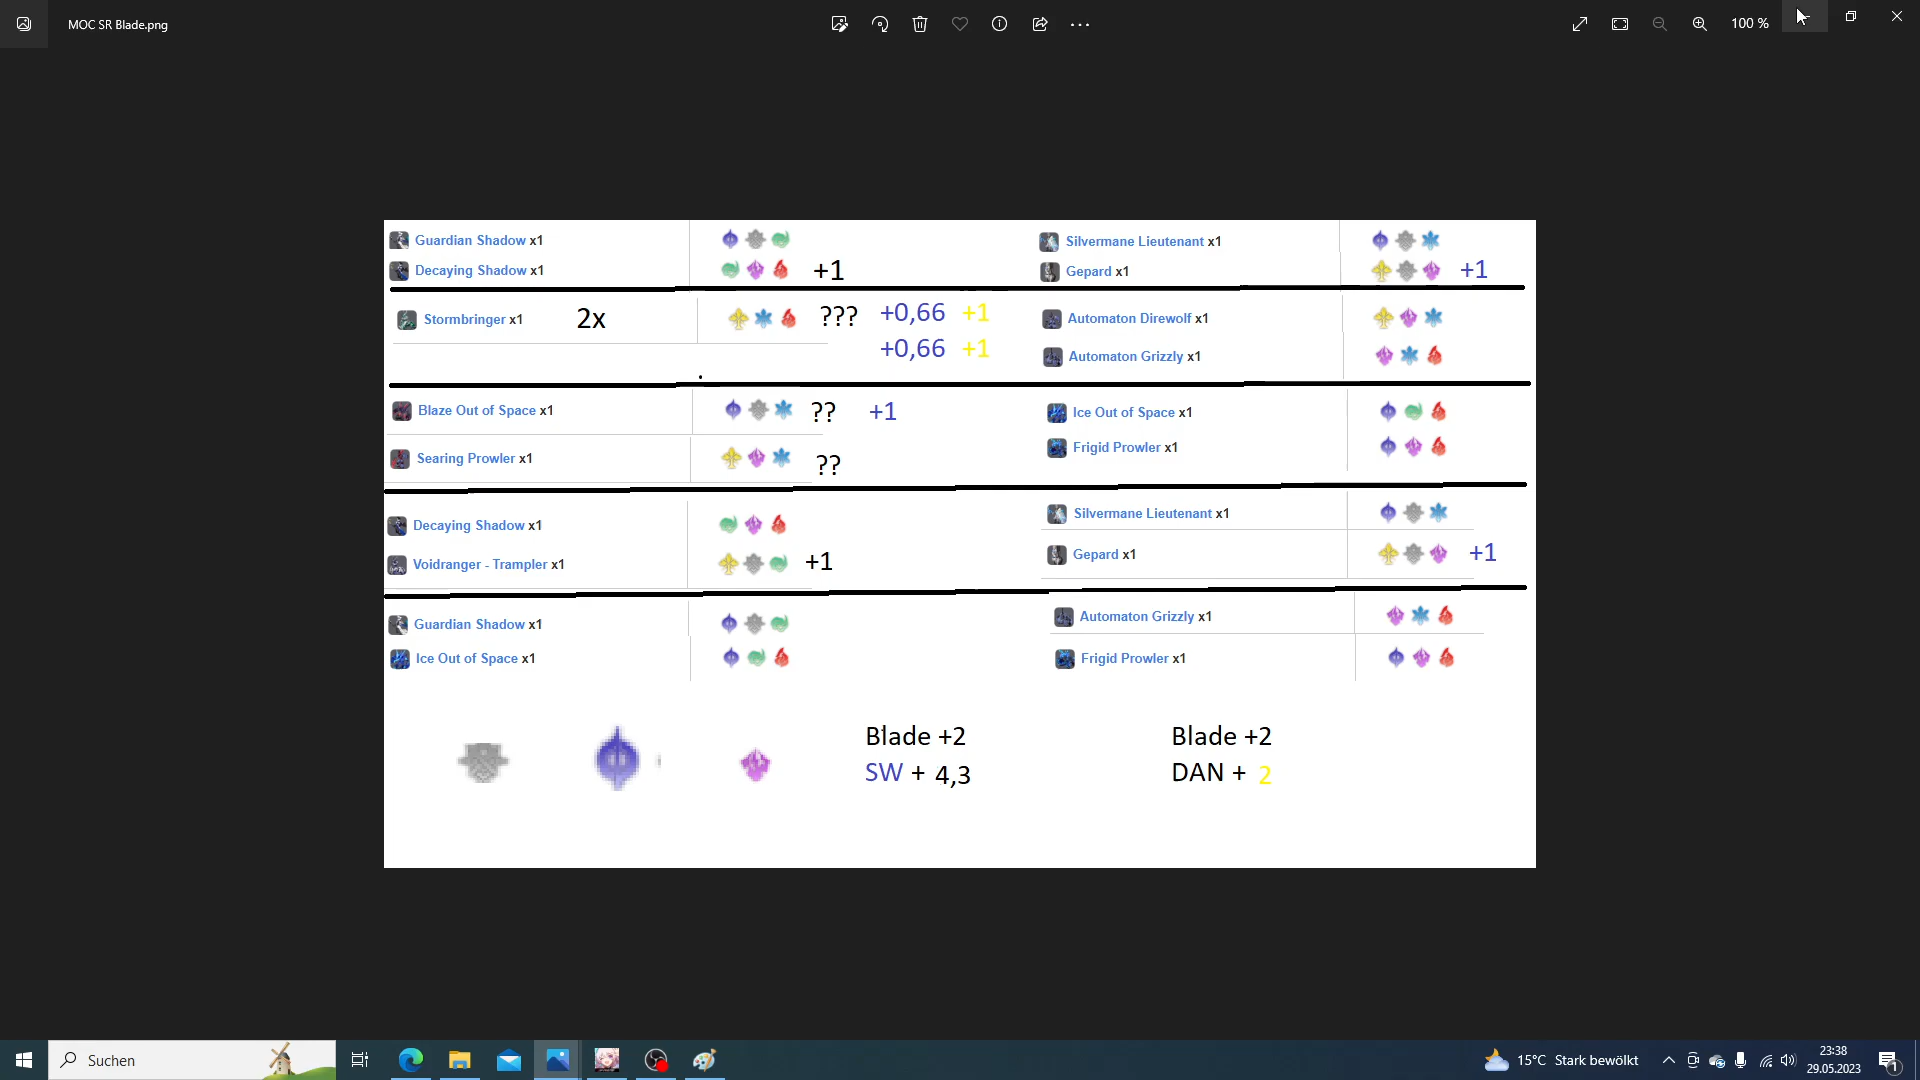 MOC SR Blade.png
100 %
Guardian Shadow x1
Decaying Shadow x1 +1
Silvermane Lieutenant x1
Gepard x1 +1
Stormbringer x1 2x ??? +0,66 +1
+0,66 +1
Automaton Direwolf x1
Automaton Grizzly x1
Blaze Out of Space x1 ?? +1
Searing Prowler x1 ??
Ice Out of Space x1
Frigid Prowler x1
Decaying Shadow x1
Voidranger - Trampler x1 +1
Silvermane Lieutenant x1
Gepard x1 +1
Guardian Shadow x1
Ice Out of Space x1
Automaton Grizzly x1
Frigid Prowler x1
Blade +2
SW + 4,3
Blade +2
DAN + 2
Suchen
15°C Stark bewölkt
23:38
29.05.2023
1